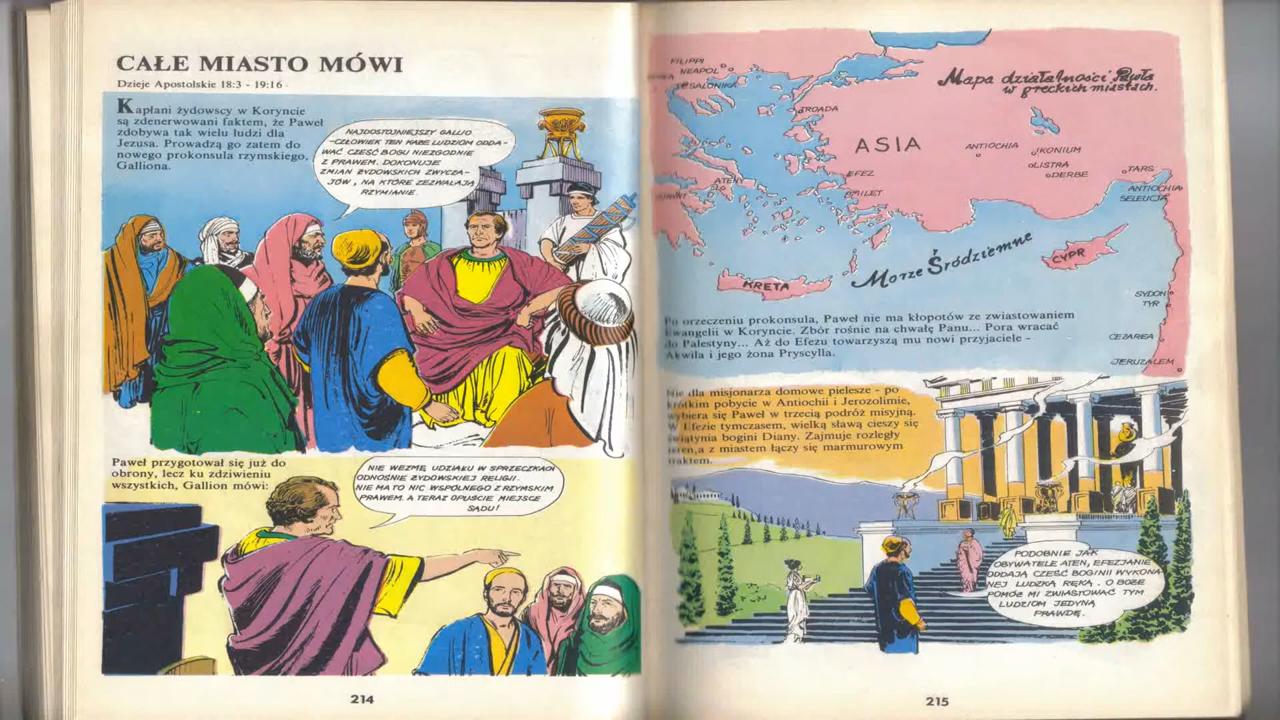 CAŁE MIASTO MÓWI
Dzieje Apostolskie 18:3 - 19:16
Kapłani żydowscy w Koryncie
są zdenerwowani faktem, że Paweł
zdobywa tak wielu ludzi dla
Jezusa. Prowadzą go zatem do
nowego prokonsula rzymskiego,
Galliona.
NAJDOSTOJNIEJSZY GALLIO
-CZŁOWIEK TEN KAŻE LUDZIOM ODDA-
WAĆ CZEŚĆ BOGU NIEZGODNIE
Z PRAWEM. DOKONUJE
ZMIAN ŻYDOWSKICH ZWYCZA-
JÓW, NA KTÓRE ZEZWALAJĄ
RZYMIANIE.
Paweł przygotował się już do
obrony, lecz ku zdziwieniu
wszystkich, Gallion mówi:
NIE WEZMĘ UDZIAŁU W SPRZECZKACH
ODNOŚNIE ŻYDOWSKIEJ RELIGII.
NIE MA TO NIC WSPÓLNEGO Z RZYMSKIM
PRAWEM. A TERAZ OPUŚCIE MIEJSCE
SĄDU!
214
FILIPPI
NEAPOL
Mapa działalności Pawła
w greckich miastach.
TROADA
ASIA
ANTIOCHIA
IKONIUM
LISTRA
DERBE
TARS
EFEZ
MILET
ATENY
ANTIOCHIA
SELEUCJA
Morze Śródziemne
CYPR
KRETA
SYDON
TYR
CEZAREA
JERUZALEM
Po orzeczeniu prokonsula, Paweł nie ma kłopotów ze zwiastowaniem
Ewangelii w Koryncie. Zbór rośnie na chwałę Panu... Pora wracać
do Palestyny... Aż do Efezu towarzyszą mu nowi przyjaciele -
Akwila i jego żona Pryscylla.
Nie dla misjonarza domowe pielesze - po
krótkim pobycie w Antiochii i Jerozolimie,
wybiera się Paweł w trzecią podróż misyjną.
W Efezie tymczasem, wielką sławą cieszy się
świątynia bogini Diany. Zajmuje rozległy
teren,a z miastem łączy się marmurowym
traktem.
PODOBNIE JAK
OBYWATELE ATEN, EFEZJANIE
ODDAJĄ CZEŚĆ BOGINII WYKONA-
NEJ LUDZKĄ RĘKĄ. O BOŻE
POMÓŻ MI ZWIASTOWAĆ TYM
LUDZIOM JEDYNĄ
PRAWDĘ.
215